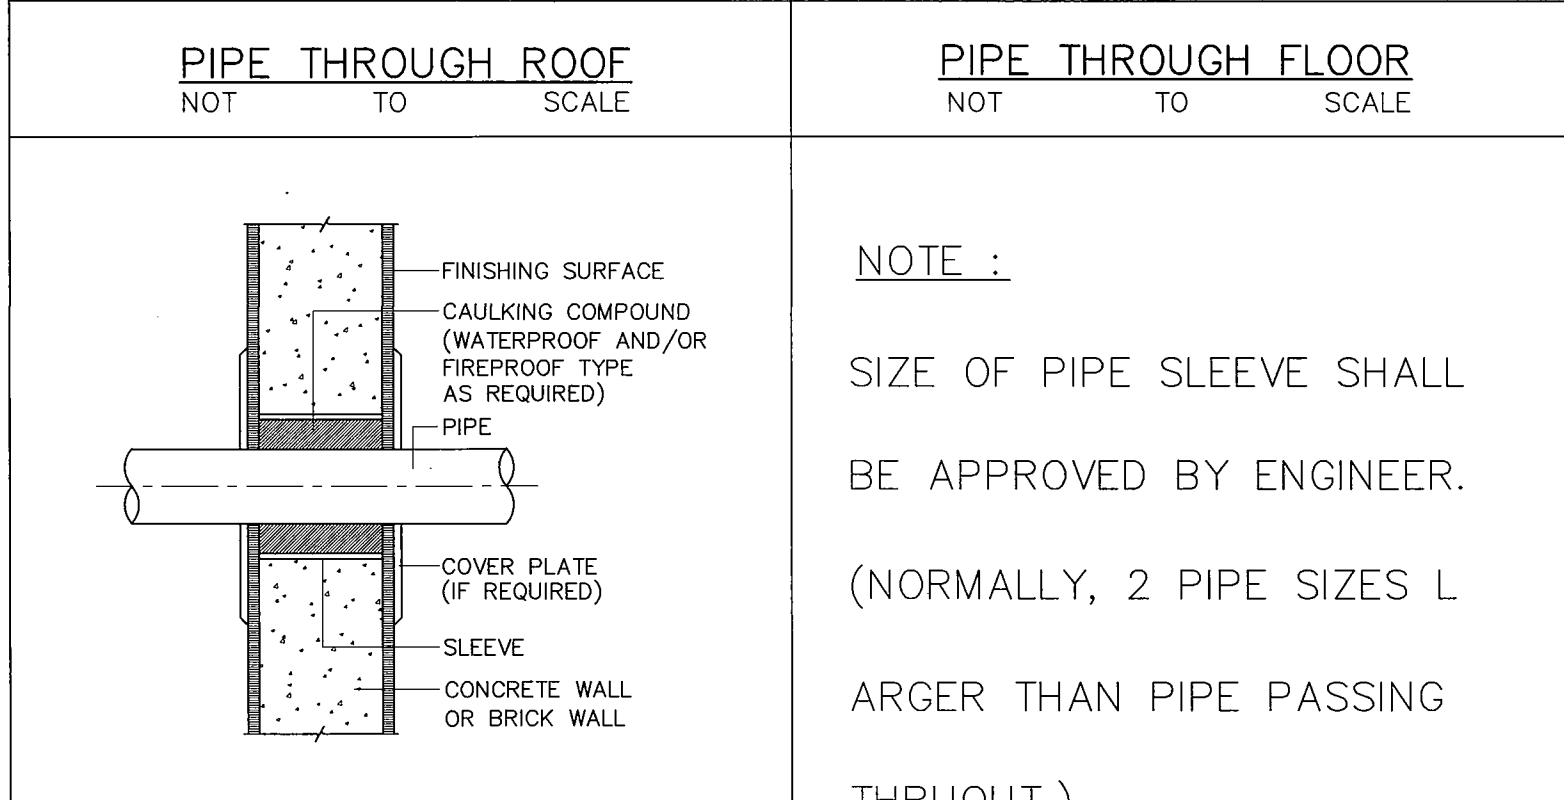 PIPE THROUGH ROOF
NOT TO SCALE
PIPE THROUGH FLOOR
NOT TO SCALE
FINISHING SURFACE
CAULKING COMPOUND
(WATERPROOF AND/OR
FIREPROOF TYPE
AS REQUIRED)
PIPE
COVER PLATE
(IF REQUIRED)
SLEEVE
CONCRETE WALL
OR BRICK WALL
NOTE :
SIZE OF PIPE SLEEVE SHALL
BE APPROVED BY ENGINEER.
(NORMALLY, 2 PIPE SIZES L
ARGER THAN PIPE PASSING
THRUOUT.)